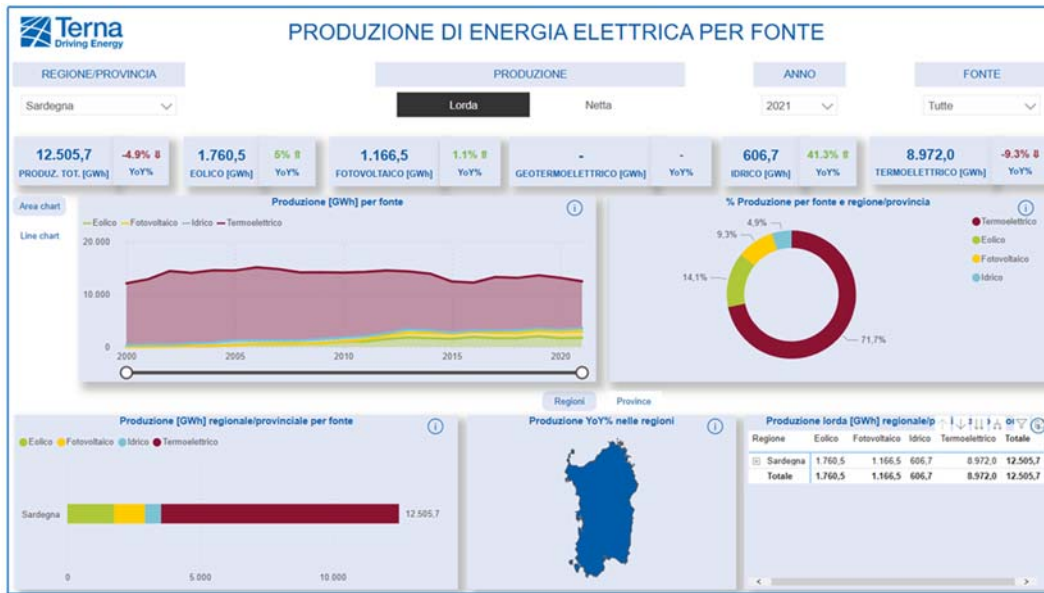 Terna
Driving Energy
PRODUZIONE DI ENERGIA ELETTRICA PER FONTE
REGIONE/PROVINCIA
PRODUZIONE
ANNO
FONTE
Sardegna
Lorda
Netta
2021
Tutte
12.505,7
-4.9%
PRODUZ. TOT. [GWh]
YoY%
1.760,5
5%
EOLICO [GWh]
YoY%
1.166,5
1.1%
FOTOVOLTAICO [GWh]
YoY%
-
-
GEOTERMOELETTRICO [GWh]
YoY%
606,7
41.3%
IDRICO [GWh]
YoY%
8.972,0
-9.3%
TERMOELETTRICO [GWh]
YoY%
Area chart
Line chart
Produzione [GWh] per fonte
Eolico Fotovoltaico Idrico Termoelettrico
20.000
10.000
0
2000 2005 2010 2015 2020
% Produzione per fonte e regione/provincia
4,9%
9.3%
14,1%
71,7%
Termoelettrico
Eolico
Fotovoltaico
Idrico
Regioni Province
Produzione [GWh] regionale/provinciale per fonte
Eolico Fotovoltaico Idrico Termoelettrico
Sardegna
12.505,7
0 5.000 10.000
Produzione YoY% nelle regioni
Produzione lorda [GWh] regionale/p
Regione Eolico Fotovoltaico Idrico Termoelettrico Totale
Sardegna 1.760,5 1.166,5 606,7 8.972,0 12.505,7
Totale 1.760,5 1.166,5 606,7 8.972,0 12.505,7